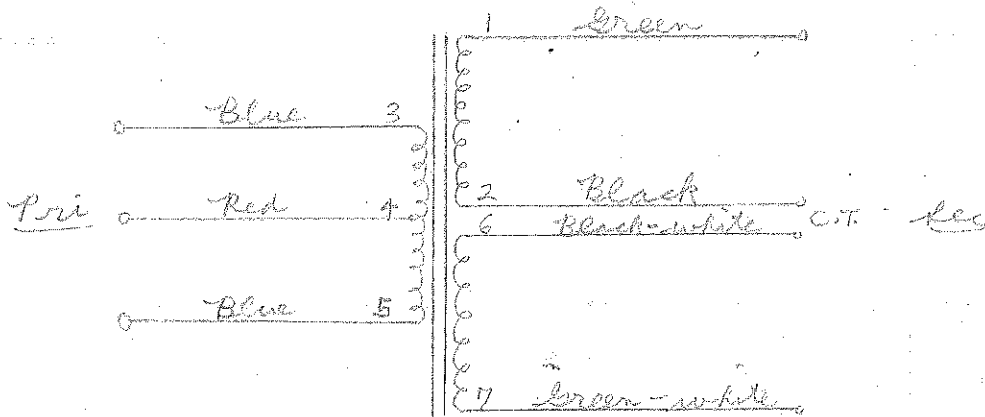 1 Green
Blue 3
2 Black
Pri Red 4
6 Black-white C.T. Sec
Blue 5
7 Green-white